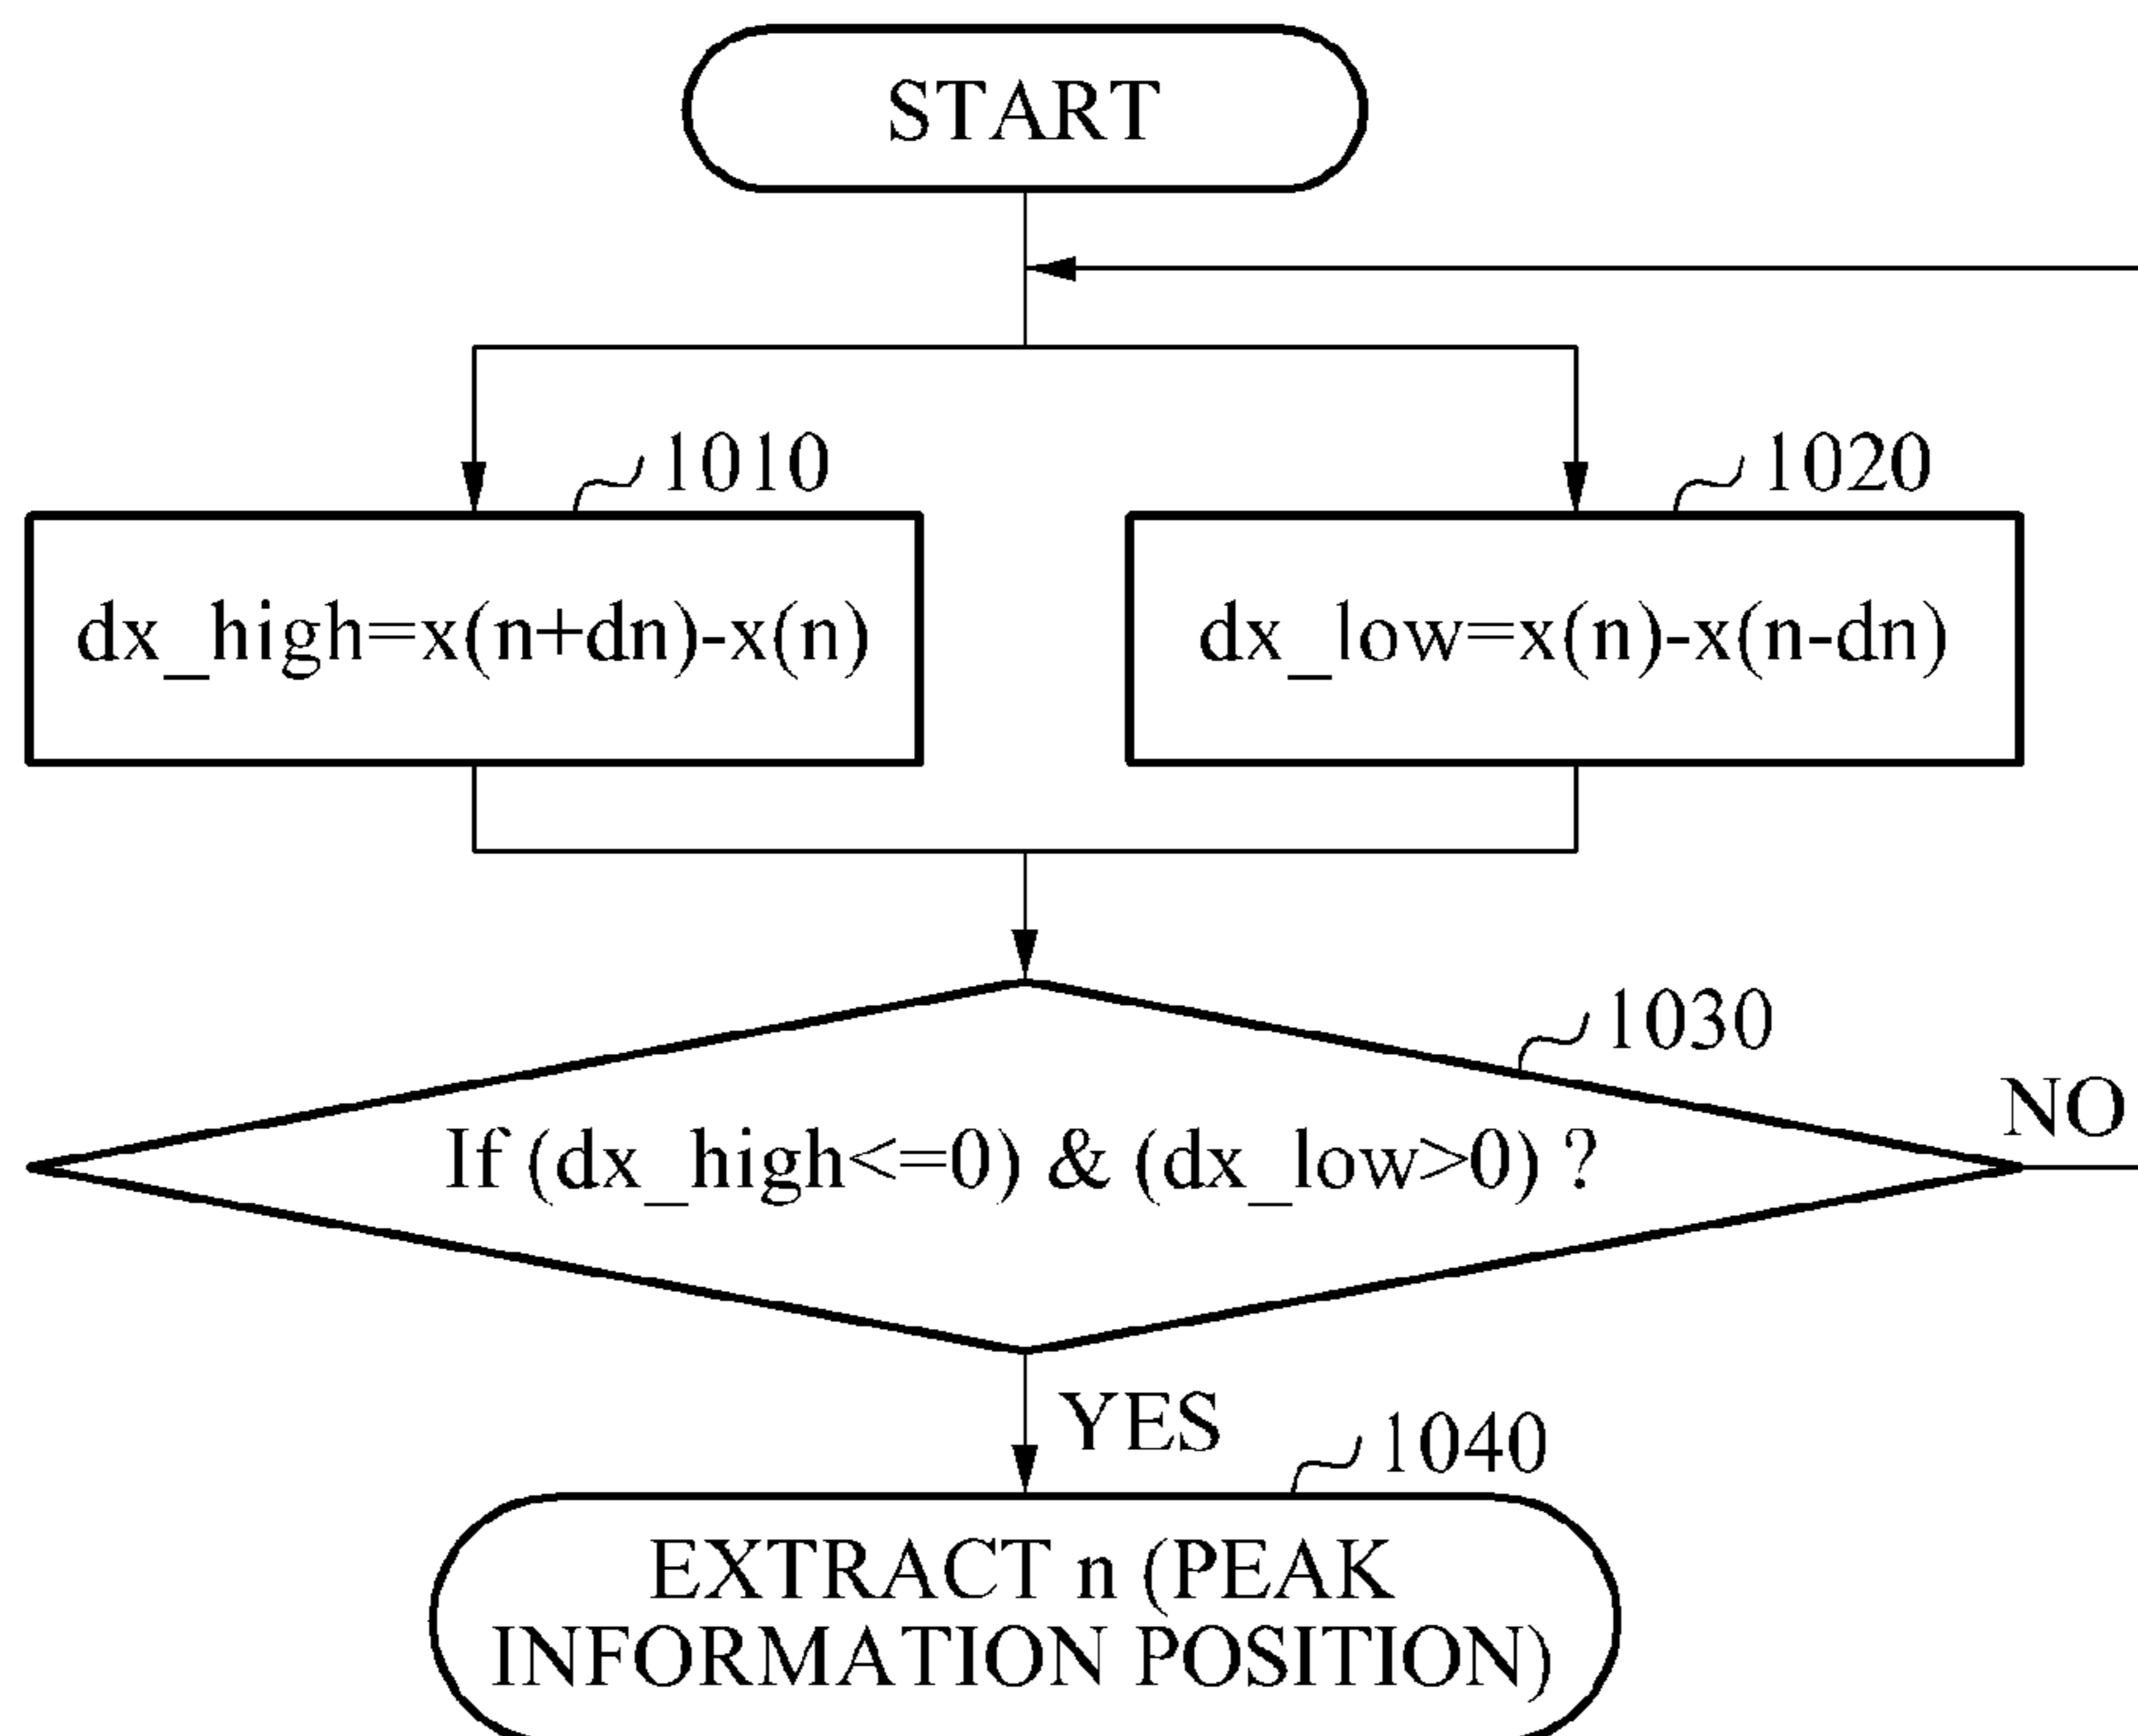 START
1010
1020
dx_high=x(n+dn)-x(n)
dx_low=x(n)-x(n-dn)
1030
NO
If (dx_high<=0) & (dx_low>0) ?
YES
1040
EXTRACT n (PEAK
INFORMATION POSITION)